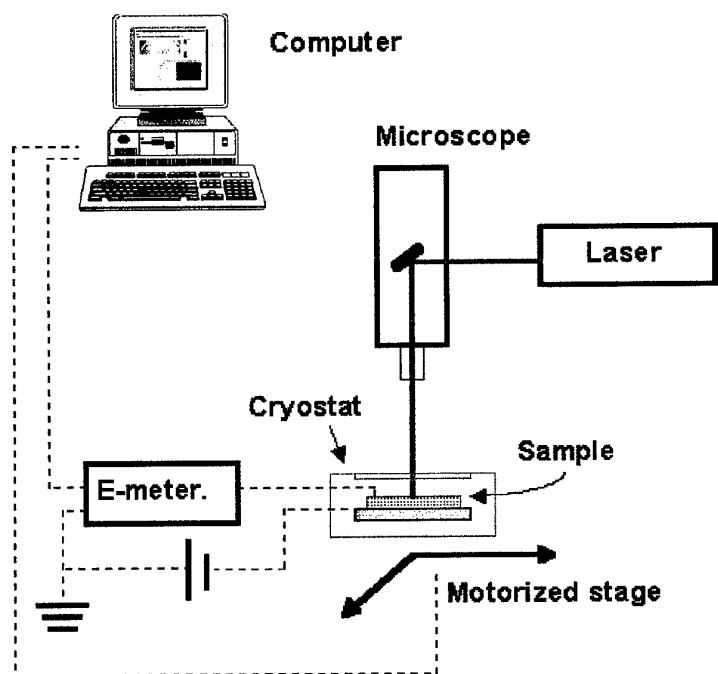 Computer
Microscope
Laser
Cryostat
Sample
E-meter.
Motorized stage